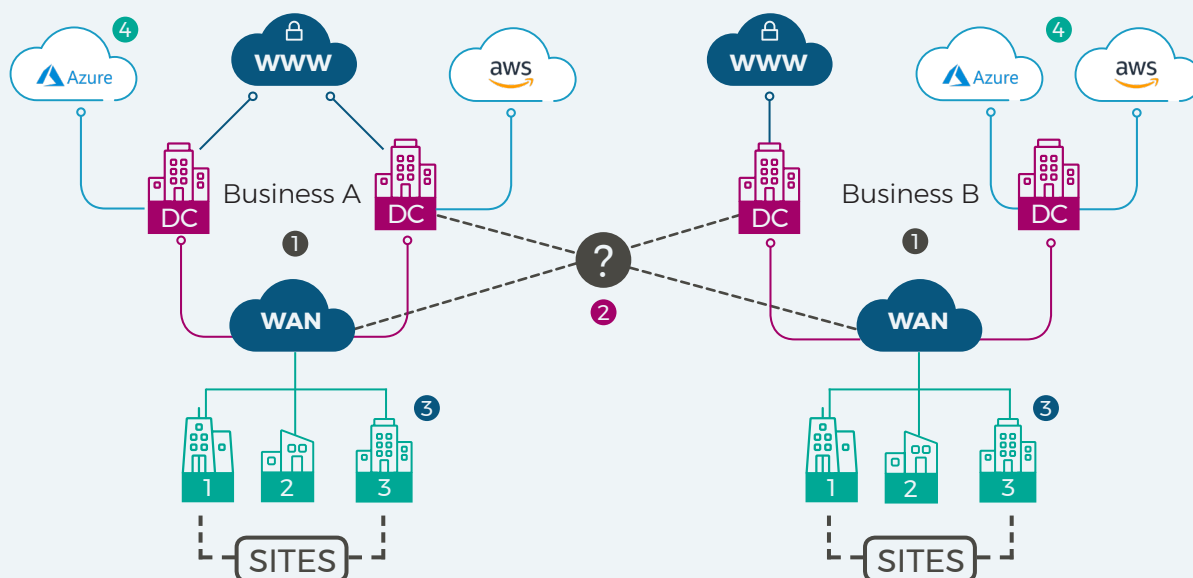 4
4
Azure
WWW
aws
WWW
Azure
aws
DC
Business A
DC
DC
Business B
DC
1
?
1
2
WAN
WAN
3
3
1
2
3
1
2
3
SITES
SITES